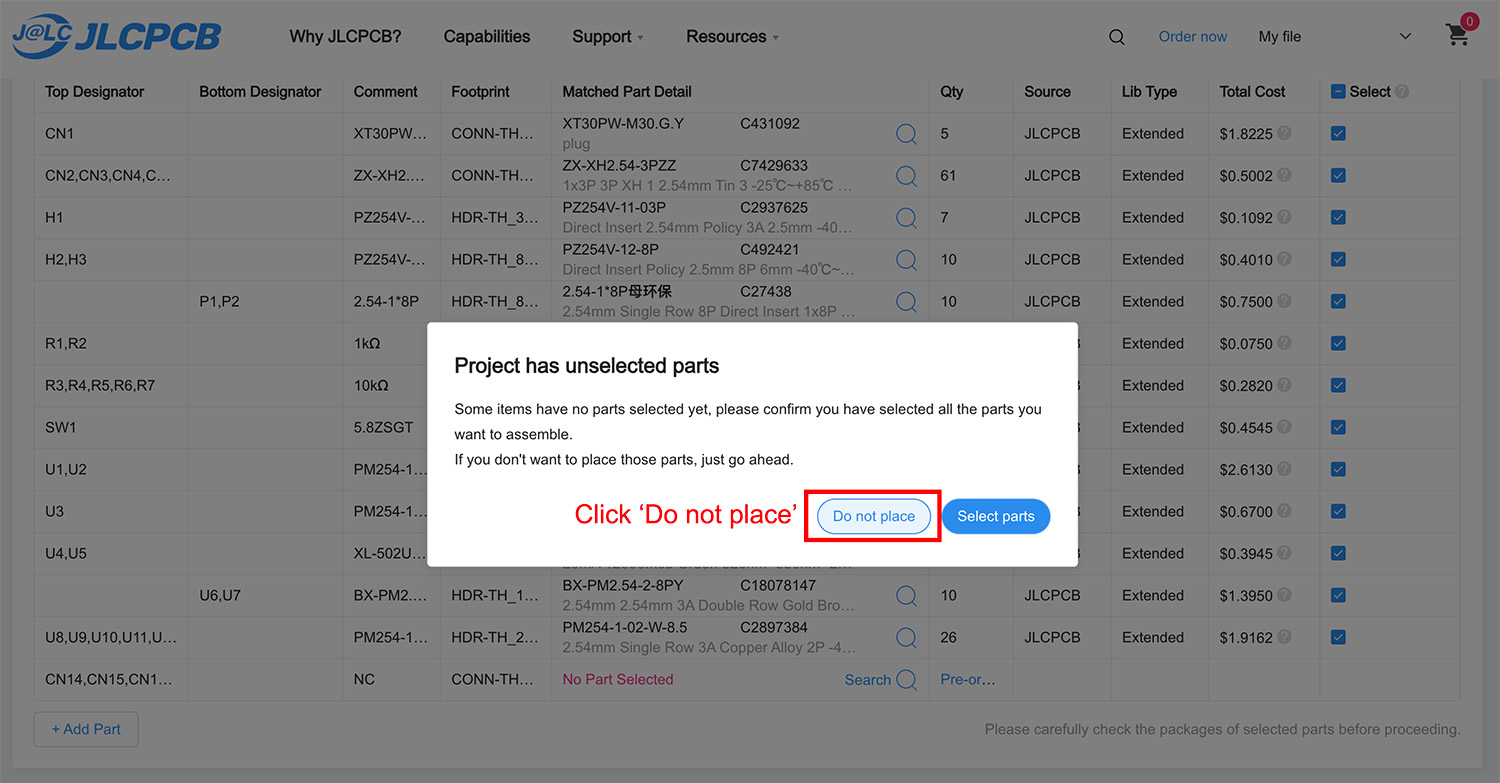 J@LC JLCPCB Why JLCPCB? Capabilities Support Resources Order now My file 0
Top Designator Bottom Designator Comment Footprint Matched Part Detail Qty Source Lib Type Total Cost Select
CN1 XT30PW... CONN-TH... XT30PW-M30.G.Y C431092 5 JLCPCB Extended $1.8225
plug
CN2,CN3,CN4,C... ZX-XH2.... CONN-TH... ZX-XH2.54-3PZZ C7429633 61 JLCPCB Extended $0.5002
1x3P 3P XH 1 2.54mm Tin 3 -25℃~+85℃ ...
H1 PZ254V-... HDR-TH_3... PZ254V-11-03P C2937625 7 JLCPCB Extended $0.1092
Direct Insert 2.54mm Policy 3A 2.5mm -40...
H2,H3 PZ254V-... HDR-TH_8... PZ254V-12-8P C492421 10 JLCPCB Extended $0.4010
Direct Insert Policy 2.5mm 8P 6mm -40℃~...
P1,P2 2.54-1*8P HDR-TH_8... 2.54-1*8P母环保 C27438 10 JLCPCB Extended $0.7500
2.54mm Single Row 8P Direct Insert 1x8P ...
R1,R2 1kΩ Extended $0.0750
R3,R4,R5,R6,R7 10kΩ Extended $0.2820
SW1 5.8ZSGT Extended $0.4545
U1,U2 PM254-1... Extended $2.6130
U3 PM254-1... Extended $0.6700
U4,U5 XL-502U... Extended $0.3945
Project has unselected parts
Some items have no parts selected yet, please confirm you have selected all the parts you
want to assemble.
If you don't want to place those parts, just go ahead.
Click ‘Do not place’ Do not place Select parts
U6,U7 BX-PM2.... HDR-TH_1... BX-PM2.54-2-8PY C18078147 10 JLCPCB Extended $1.3950
2.54mm 2.54mm 3A Double Row Gold Bro...
U8,U9,U10,U11,U... PM254-1... HDR-TH_2... PM254-1-02-W-8.5 C2897384 26 JLCPCB Extended $1.9162
2.54mm Single Row 3A Copper Alloy 2P -4...
CN14,CN15,CN1... NC CONN-TH... No Part Selected Search Pre-or...
+ Add Part Please carefully check the packages of selected parts before proceeding.